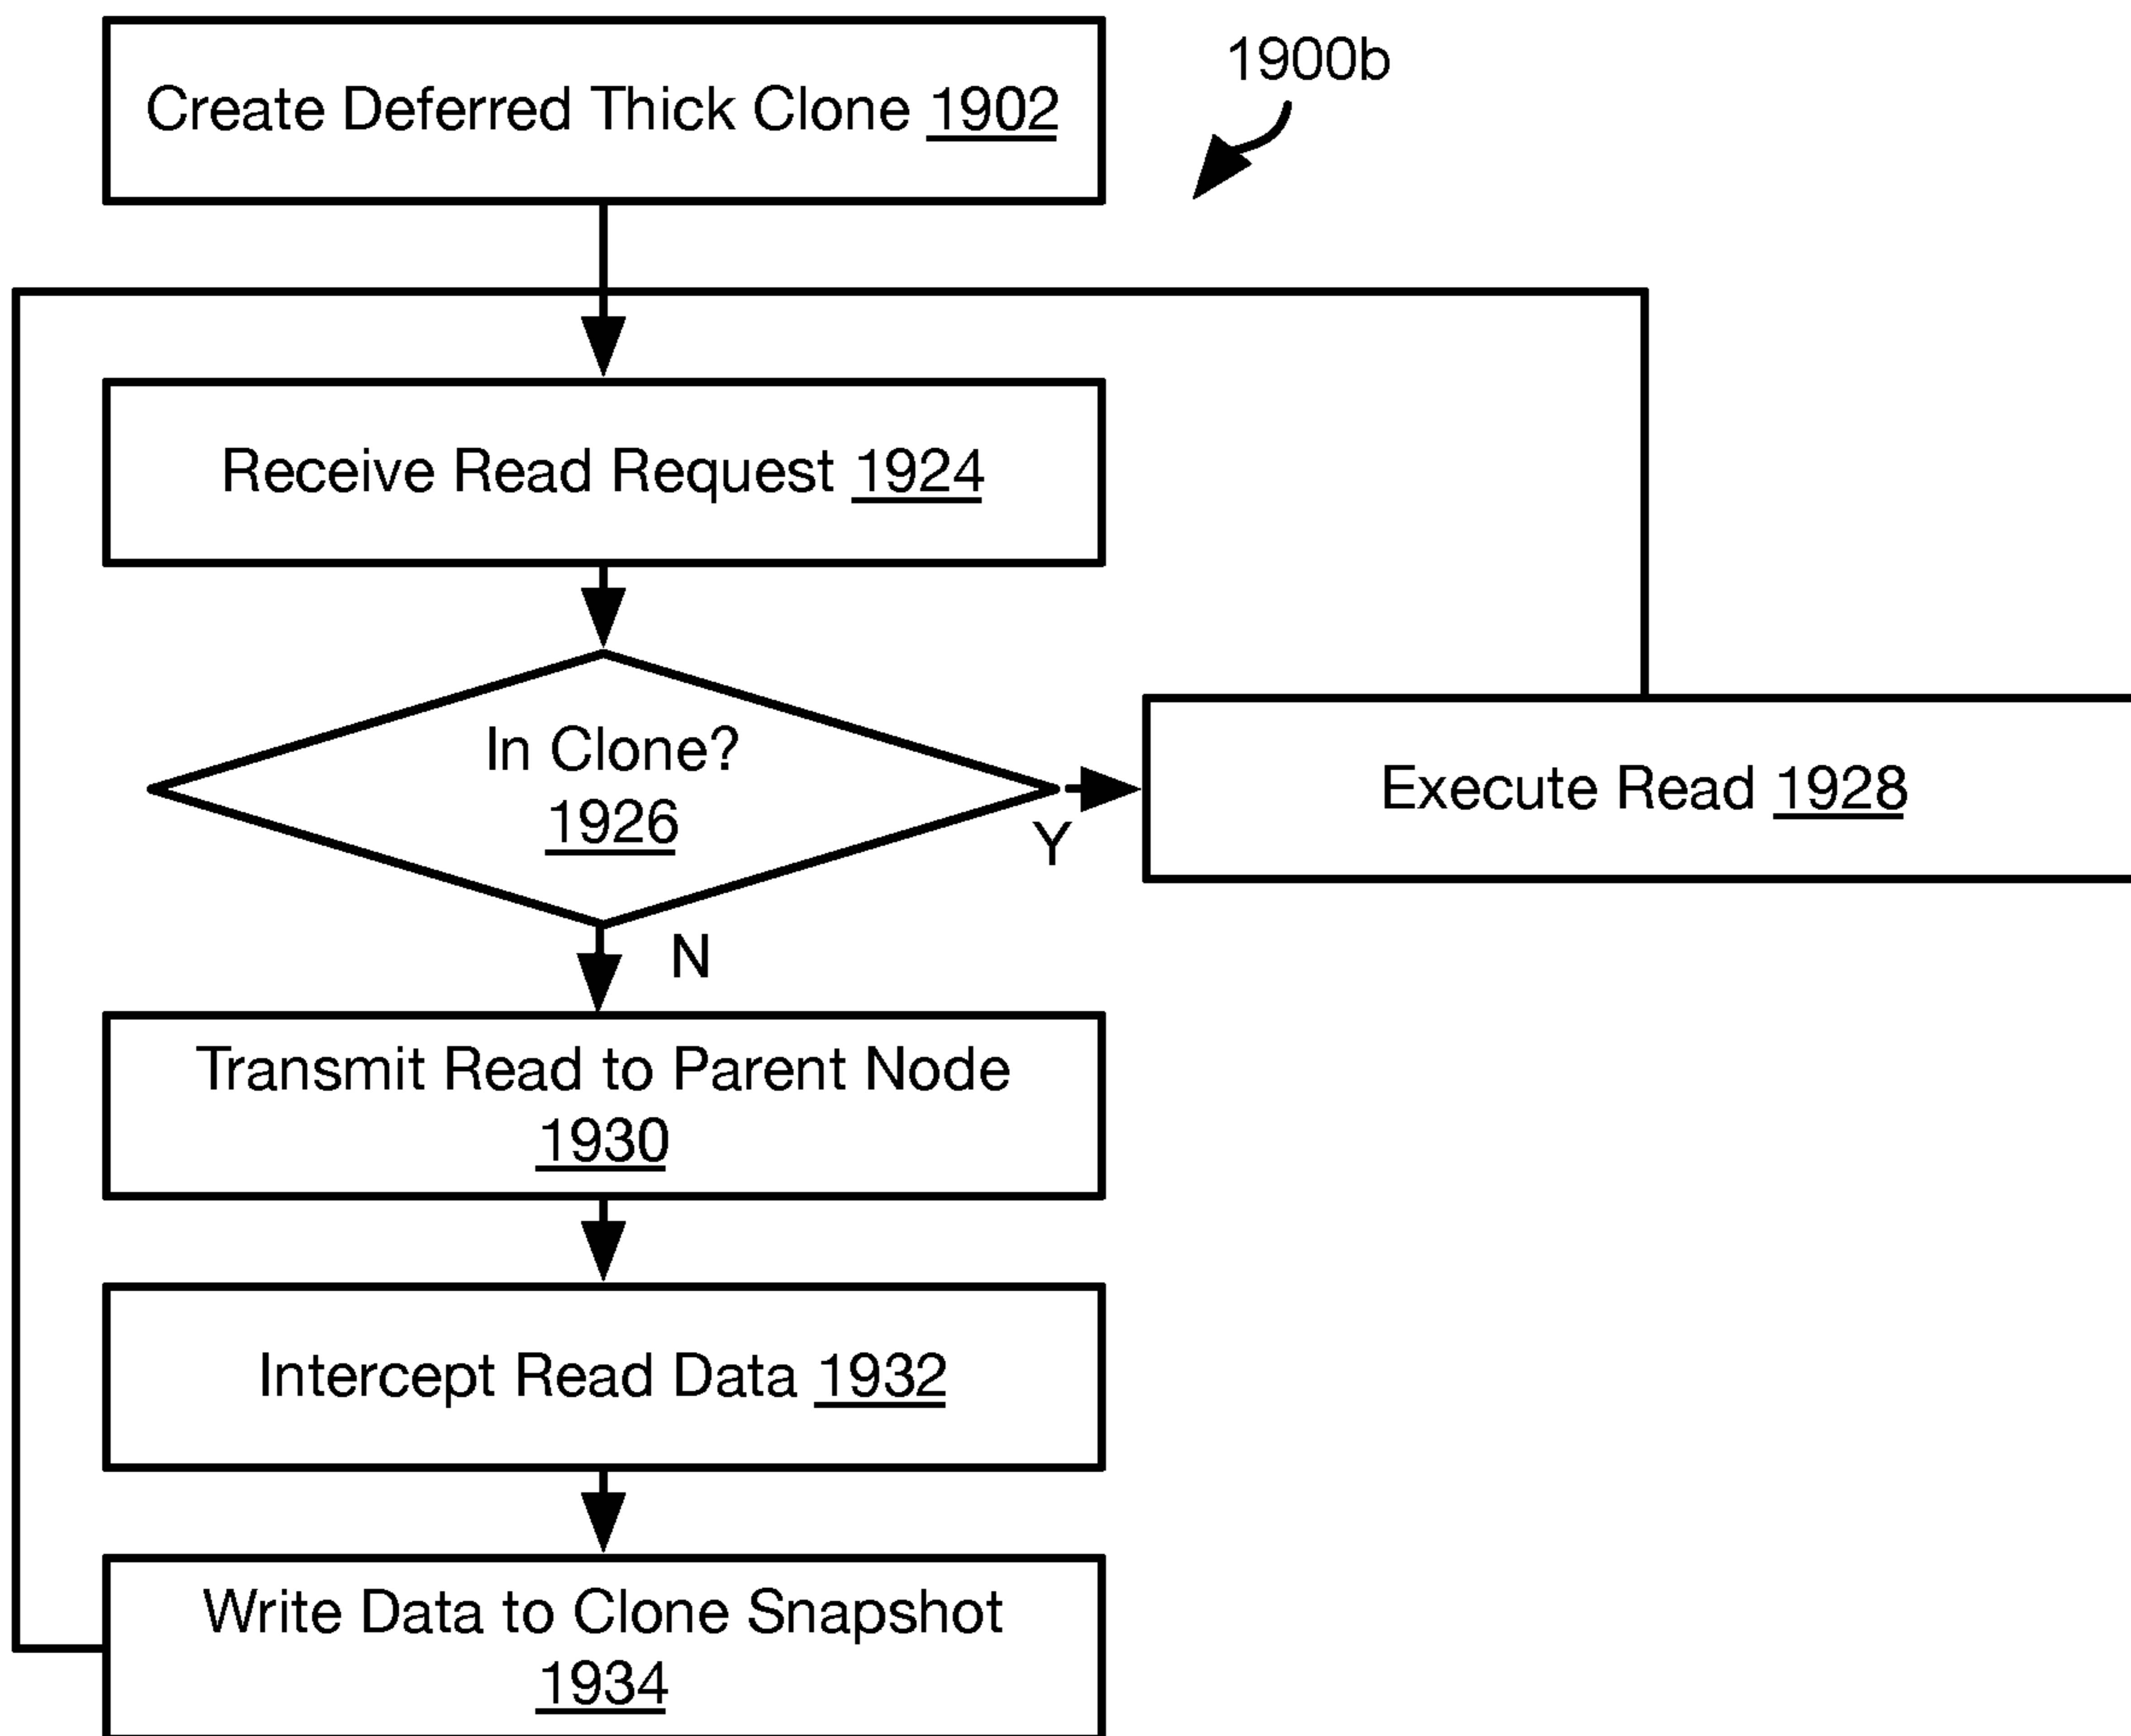 Create Deferred Thick Clone 1902
1900b
Receive Read Request 1924
In Clone?
1926
Y
Execute Read 1928
N
Transmit Read to Parent Node
1930
Intercept Read Data 1932
Write Data to Clone Snapshot
1934